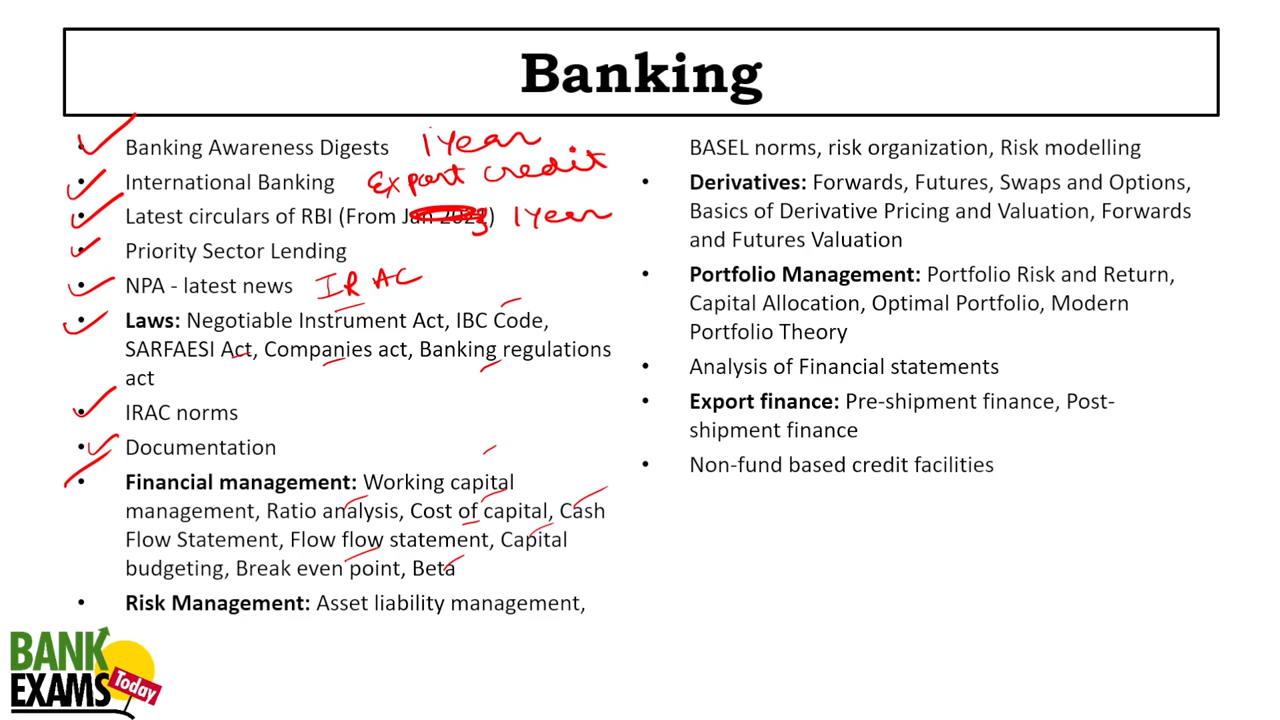 Banking
• Banking Awareness Digests 1 Year
• International Banking Export credit
• Latest circulars of RBI (From Jan 2023) 1 Year
• Priority Sector Lending
• NPA - latest news IRAC
• Laws: Negotiable Instrument Act, IBC Code,
SARFAESI Act, Companies act, Banking regulations
act
• IRAC norms
• Documentation
• Financial management: Working capital
management, Ratio analysis, Cost of capital, Cash
Flow Statement, Flow flow statement, Capital
budgeting, Break even point, Beta
• Risk Management: Asset liability management,
BASEL norms, risk organization, Risk modelling
• Derivatives: Forwards, Futures, Swaps and Options,
Basics of Derivative Pricing and Valuation, Forwards
and Futures Valuation
• Portfolio Management: Portfolio Risk and Return,
Capital Allocation, Optimal Portfolio, Modern
Portfolio Theory
• Analysis of Financial statements
• Export finance: Pre-shipment finance, Post-
shipment finance
• Non-fund based credit facilities
BANK
EXAMS
Today